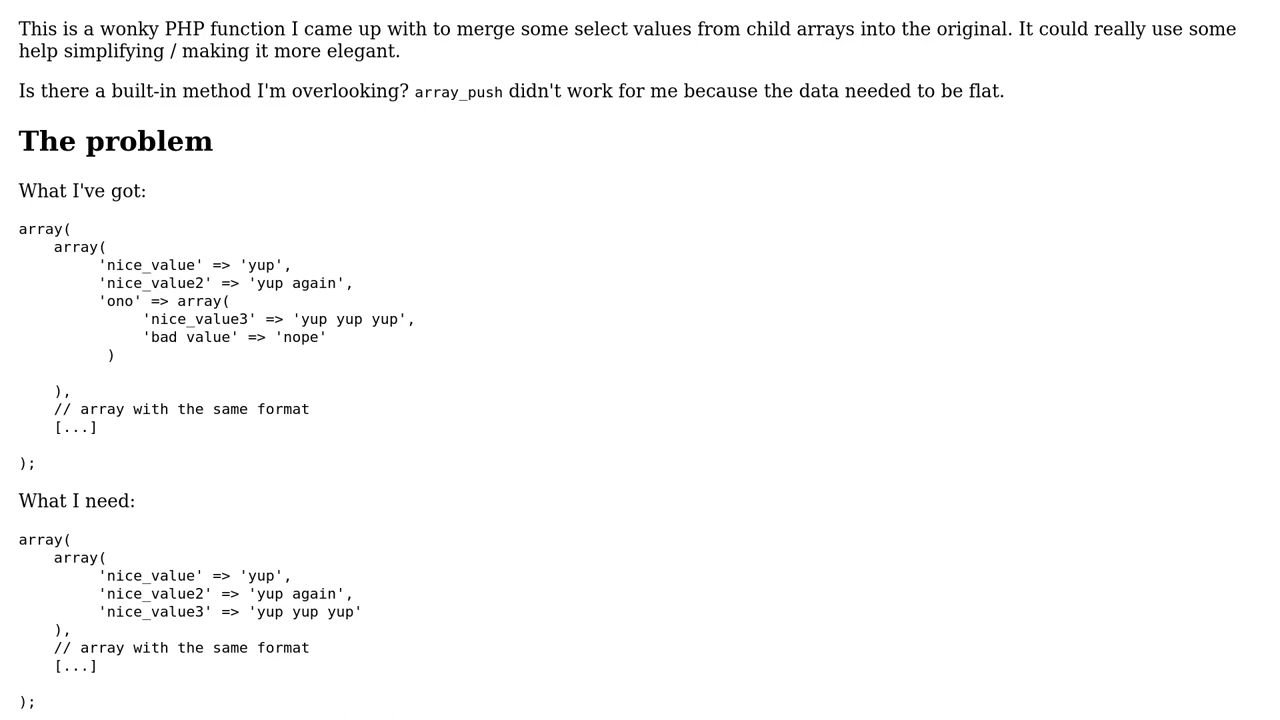 This is a wonky PHP function I came up with to merge some select values from child arrays into the original. It could really use some
help simplifying / making it more elegant.
Is there a built-in method I'm overlooking? array_push didn't work for me because the data needed to be flat.
The problem
What I've got:
array(
    array(
         'nice_value' => 'yup',
         'nice_value2' => 'yup again',
         'ono' => array(
              'nice_value3' => 'yup yup yup',
              'bad value' => 'nope'
          )
    ),
    // array with the same format
    [...]
);
What I need:
array(
    array(
         'nice_value' => 'yup',
         'nice_value2' => 'yup again',
         'nice_value3' => 'yup yup yup'
    ),
    // array with the same format
    [...]
);